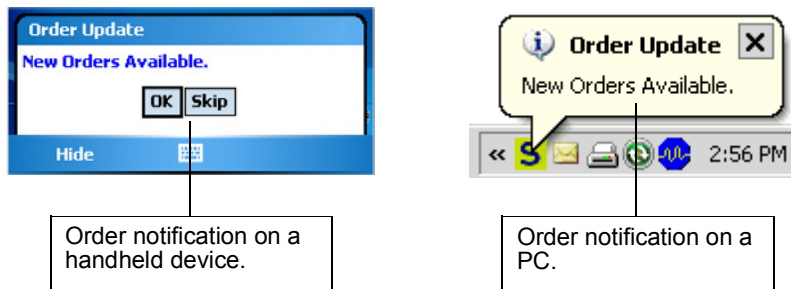 Order Update
New Orders Available.
OK Skip
Hide
Order notification on a
handheld device.
Order Update
New Orders Available.
« S 2:56 PM
Order notification on a
PC.